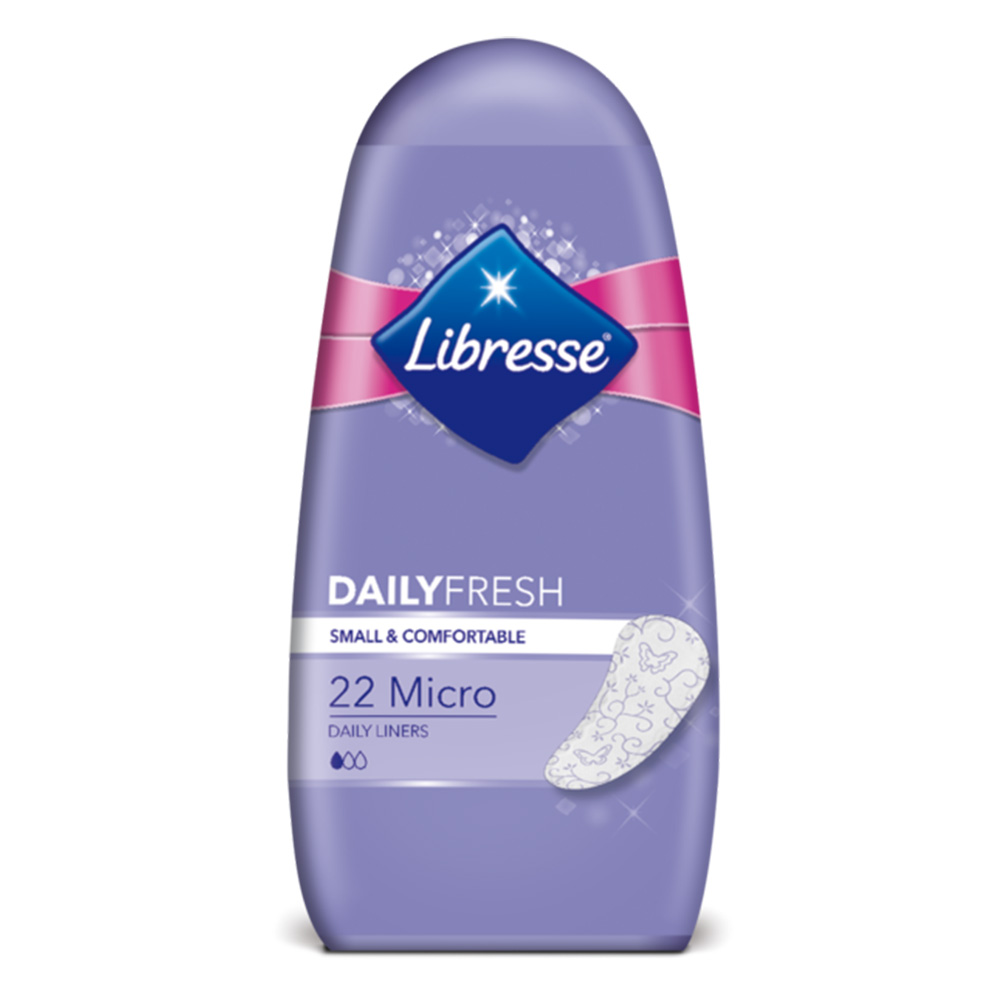 Libresse®
DAILYFRESH
SMALL & COMFORTABLE
22 Micro
DAILY LINERS